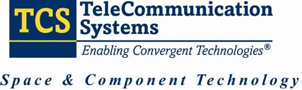 TCS TeleCommunication
Systems
Enabling Convergent Technologies®
Space & Component Technology